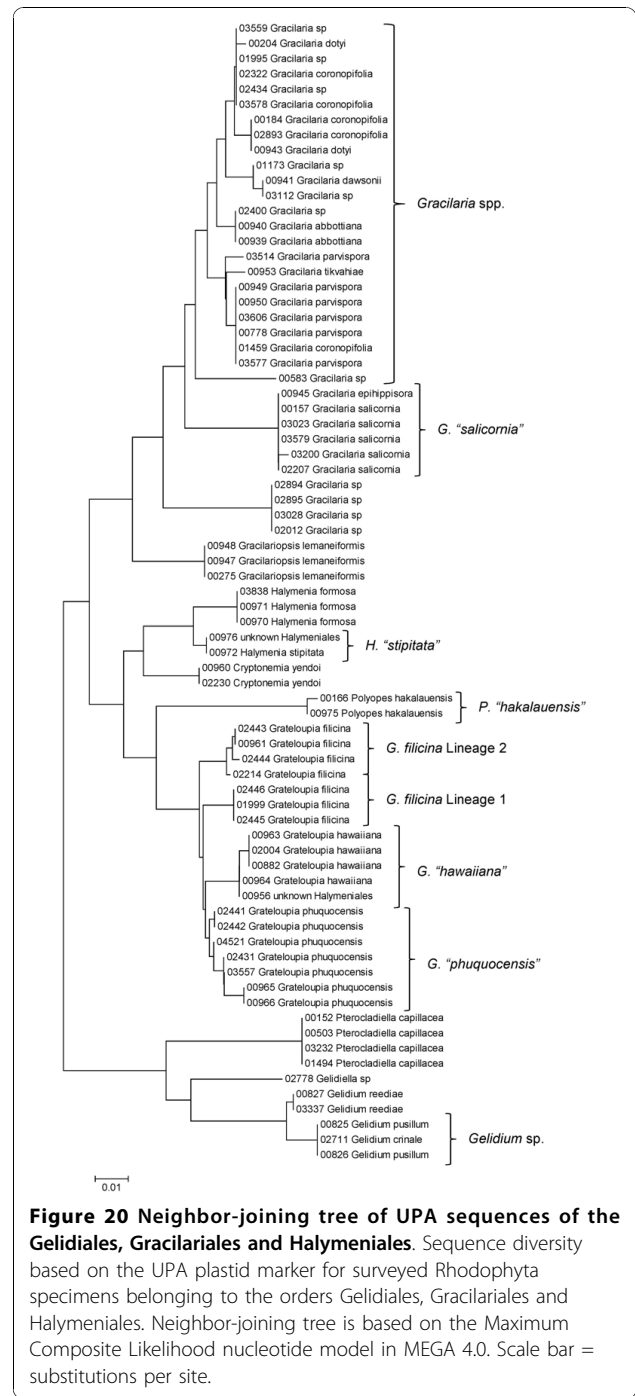 03559 Gracilaria sp
00204 Gracilaria dotyi
01995 Gracilaria sp
02322 Gracilaria coronopifolia
02434 Gracilaria sp
03578 Gracilaria coronopifolia
00184 Gracilaria coronopifolia
02893 Gracilaria coronopifolia
00943 Gracilaria dotyi
01173 Gracilaria sp
00941 Gracilaria dawsonii
03112 Gracilaria sp
02400 Gracilaria sp
00940 Gracilaria abbottiana
00939 Gracilaria abbottiana
03514 Gracilaria parvispora
00953 Gracilaria tikvahiae
00949 Gracilaria parvispora
00950 Gracilaria parvispora
03606 Gracilaria parvispora
00778 Gracilaria parvispora
01459 Gracilaria coronopifolia
03577 Gracilaria parvispora
00583 Gracilaria sp
Gracilaria spp.
00945 Gracilaria epihippisora
00157 Gracilaria salicornia
03023 Gracilaria salicornia
03579 Gracilaria salicornia
03200 Gracilaria salicornia
02207 Gracilaria salicornia
G. “salicornia”
02894 Gracilaria sp
02895 Gracilaria sp
03028 Gracilaria sp
02012 Gracilaria sp
00948 Gracilariopsis lemaneiformis
00947 Gracilariopsis lemaneiformis
00275 Gracilariopsis lemaneiformis
03838 Halymenia formosa
00971 Halymenia formosa
00970 Halymenia formosa
00976 unknown Halymeniales
00972 Halymenia stipitata
H. “stipitata”
00960 Cryptonemia yendoi
02230 Cryptonemia yendoi
00166 Polyopes hakalauensis
00975 Polyopes hakalauensis
P. “hakalauensis”
02443 Grateloupia filicina
00961 Grateloupia filicina
02444 Grateloupia filicina
02214 Grateloupia filicina
G. filicina Lineage 2
02446 Grateloupia filicina
01999 Grateloupia filicina
02445 Grateloupia filicina
G. filicina Lineage 1
00963 Grateloupia hawaiiana
02004 Grateloupia hawaiiana
00882 Grateloupia hawaiiana
00964 Grateloupia hawaiiana
00956 unknown Halymeniales
G. “hawaiiana”
02441 Grateloupia phuquocensis
02442 Grateloupia phuquocensis
04521 Grateloupia phuquocensis
02431 Grateloupia phuquocensis
03557 Grateloupia phuquocensis
00965 Grateloupia phuquocensis
00966 Grateloupia phuquocensis
G. “phuquocensis”
00152 Pterocladiella capillacea
00503 Pterocladiella capillacea
03232 Pterocladiella capillacea
01494 Pterocladiella capillacea
02778 Gelidiella sp
00827 Gelidium reediae
03337 Gelidium reediae
00825 Gelidium pusillum
02711 Gelidium crinale
00826 Gelidium pusillum
Gelidium sp.
0.01
Figure 20 Neighbor-joining tree of UPA sequences of the
Gelidiales, Gracilariales and Halymeniales. Sequence diversity
based on the UPA plastid marker for surveyed Rhodophyta
specimens belonging to the orders Gelidiales, Gracilariales and
Halymeniales. Neighbor-joining tree is based on the Maximum
Composite Likelihood nucleotide model in MEGA 4.0. Scale bar =
substitutions per site.